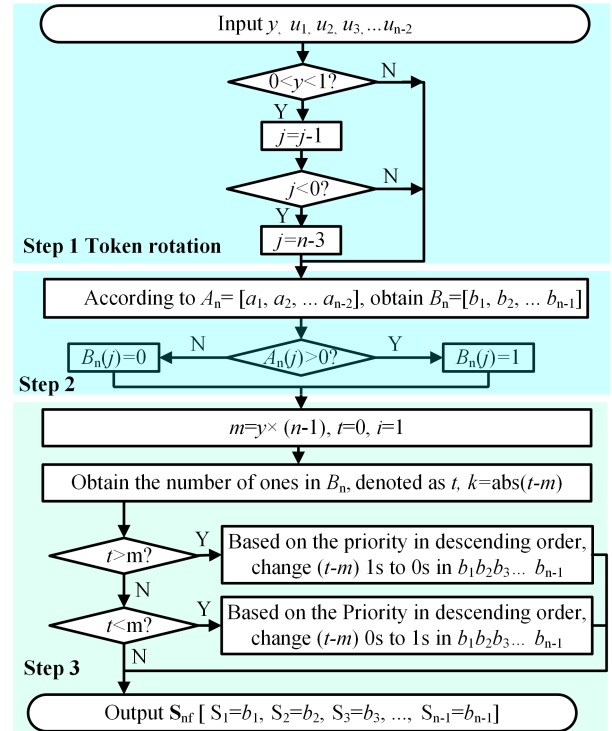 Input y, u1, u2, u3, ...un-2
0<y<1?
N
Y
j=j-1
j<0?
N
Y
j=n-3
Step 1 Token rotation
According to An= [a1, a2, ... an-2], obtain Bn=[b1, b2, ... bn-1]
Bn(j)=0
N
An(j)>0?
Y
Bn(j)=1
Step 2
m=y× (n-1), t=0, i=1
Obtain the number of ones in Bn, denoted as t, k=abs(t-m)
t>m?
Y
Based on the priority in descending order,
change (t-m) 1s to 0s in b1b2b3... bn-1
N
t<m?
Y
Based on the Priority in descending order,
change (t-m) 0s to 1s in b1b2b3... bn-1
N
Step 3
Output Snf [ S1=b1, S2=b2, S3=b3, ..., Sn-1=bn-1]